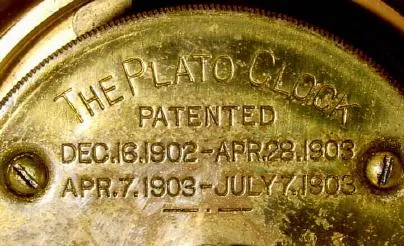 THE PLATO CLOCK
PATENTED
DEC.16.1902-APR.28.1903
APR.7.1903-JULY 7.1903